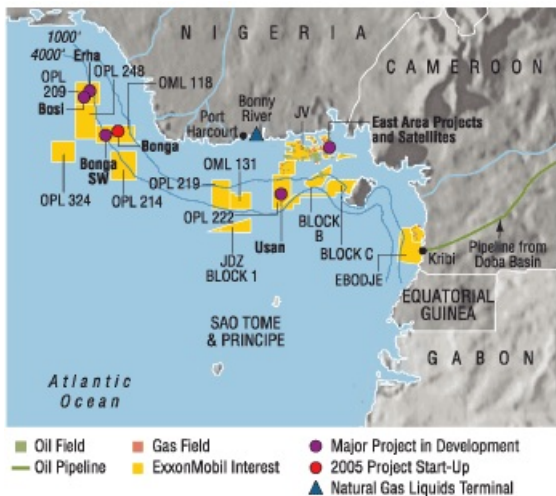 1000'
4000'
NIGERIA
CAMEROON
Erha
OPL 248
OPL
209
OML 118
Bosi
Port
Harcourt
Bonny
River
JV
East Area Projects
and Satellites
Bonga
Bonga
SW
OML 131
OPL 219
OPL 324
OPL 214
OPL 222
Usan
BLOCK
B
BLOCK C
JDZ
BLOCK 1
EBODJE
Kribi
Pipeline from
Doba Basin
EQUATORIAL
GUINEA
SAO TOME
& PRINCIPE
GABON
Atlantic
Ocean
Oil Field
Gas Field
Major Project in Development
Oil Pipeline
ExxonMobil Interest
2005 Project Start-Up
Natural Gas Liquids Terminal